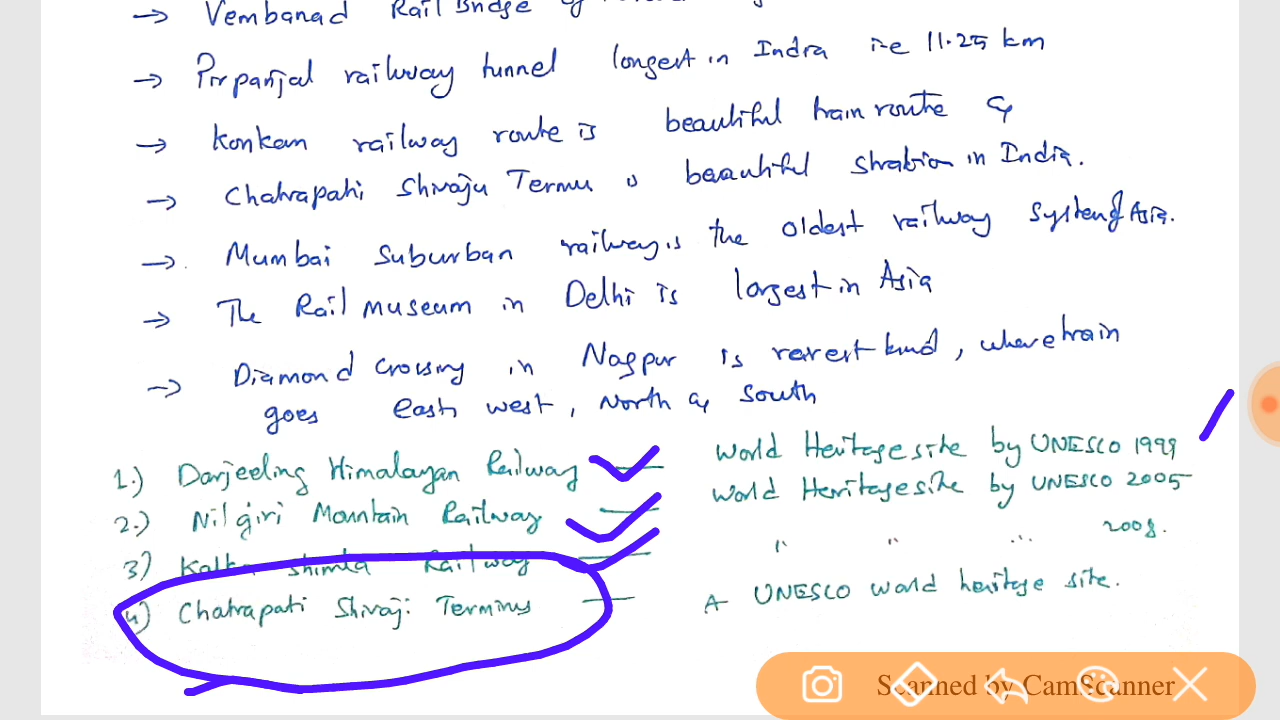 → Vembanad Rail Bridge of
→ Pirpanjal railway tunnel longest in India ie 11.25 km
→ Konkan railway route is beautiful train route &
→ Chatrapati Shivaju Termu is beautiful station in India.
→ Mumbai Suburban railway is the oldest railway System of Asia.
→ The Rail museum in Delhi is largest in Asia
→ Diamond crossing in Nagpur is rarest kind, where train
goes east west, North & South
1.) Darjeeling Himalayan Railway — World Heritage site by UNESCO 1999
2.) Nilgiri Mountain Railway — World Heritage site by UNESCO 2005
3) Kalka Shimla Railway — " " " 2008.
4) Chatrapati Shivaji Terminus — A UNESCO world heritage site.
Scanned by CamScanner